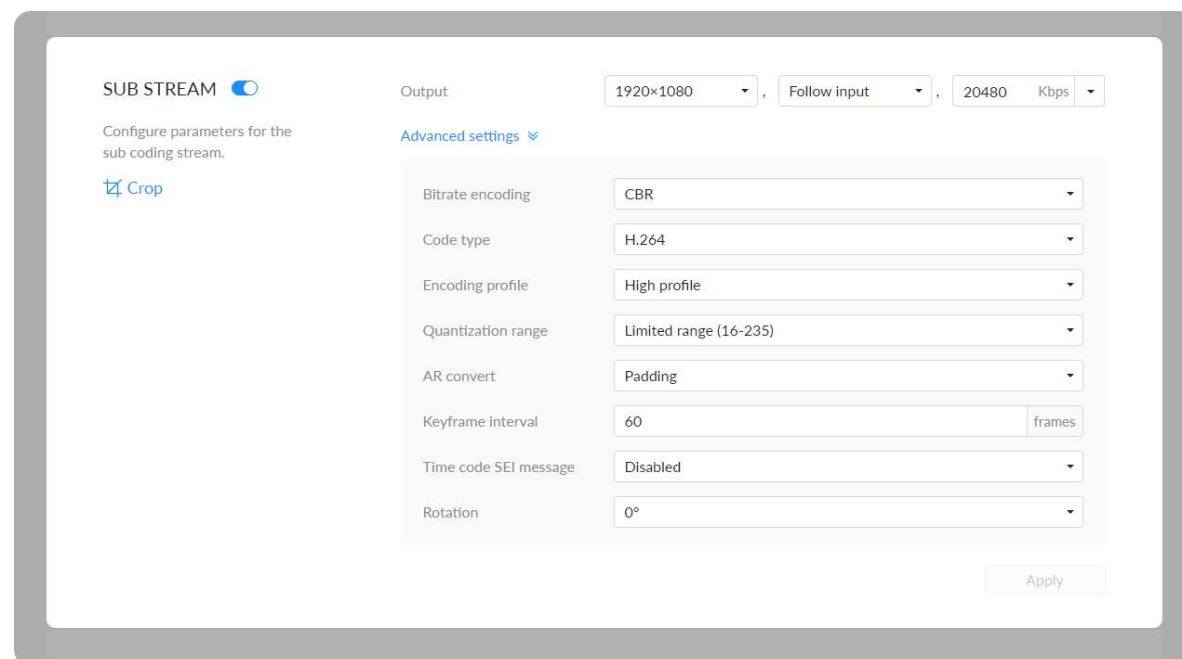 SUB STREAM
Configure parameters for the
sub coding stream.
Crop
Output 1920×1080 , Follow input , 20480 Kbps
Advanced settings
Bitrate encoding CBR
Code type H.264
Encoding profile High profile
Quantization range Limited range (16-235)
AR convert Padding
Keyframe interval 60 frames
Time code SEI message Disabled
Rotation 0°
Apply